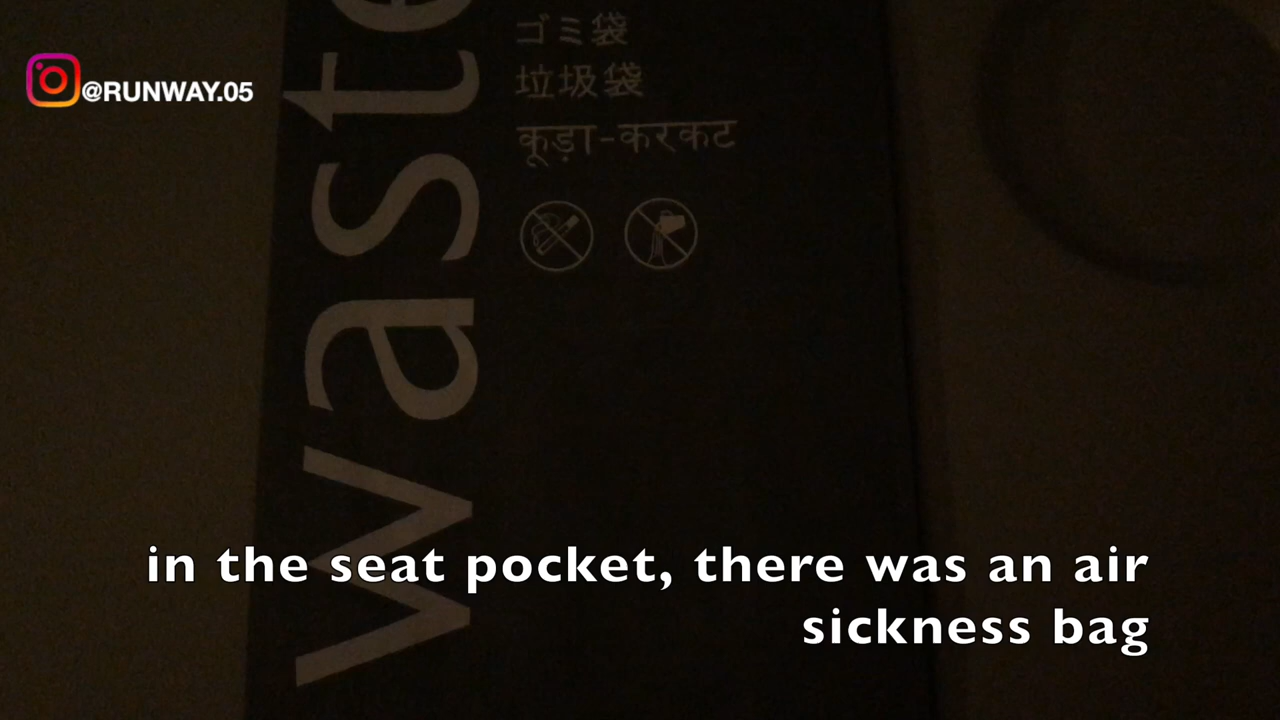 @RUNWAY.05
waste
ゴミ袋
垃圾袋
कूड़ा-करकट
in the seat pocket, there was an air
sickness bag